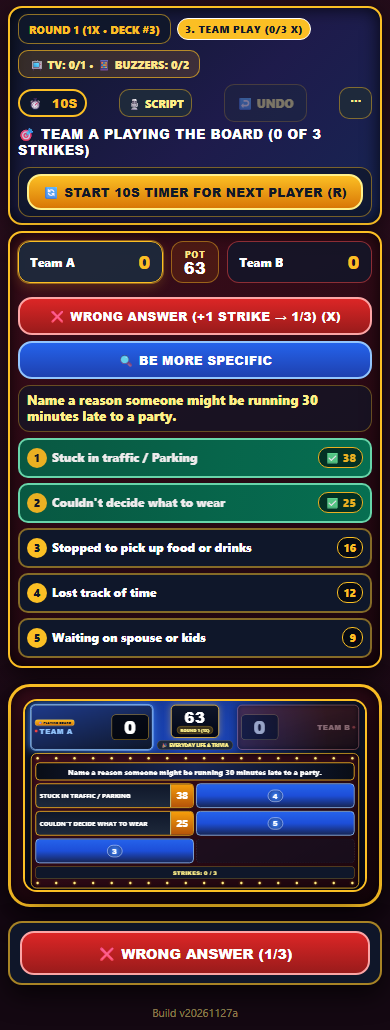 ROUND 1 (1X • DECK #3)
3. TEAM PLAY (0/3 X)
TV: 0/1 • BUZZERS: 0/2
10S
SCRIPT
UNDO
...
TEAM A PLAYING THE BOARD (0 OF 3
STRIKES)
START 10S TIMER FOR NEXT PLAYER (R)
Team A
0
POT
63
Team B
0
WRONG ANSWER (+1 STRIKE → 1/3) (X)
BE MORE SPECIFIC
Name a reason someone might be running 30
minutes late to a party.
1 Stuck in traffic / Parking 38
2 Couldn't decide what to wear 25
3 Stopped to pick up food or drinks 16
4 Lost track of time 12
5 Waiting on spouse or kids 9
PLAYING BOARD
TEAM A
0
63
ROUND 1 (1X)
0
TEAM B
EVERYDAY LIFE & TRIVIA
Name a reason someone might be running 30 minutes late to a party.
STUCK IN TRAFFIC / PARKING 38
4
COULDN'T DECIDE WHAT TO WEAR 25
5
3
STRIKES: 0 / 3
WRONG ANSWER (1/3)
Build v20261127a